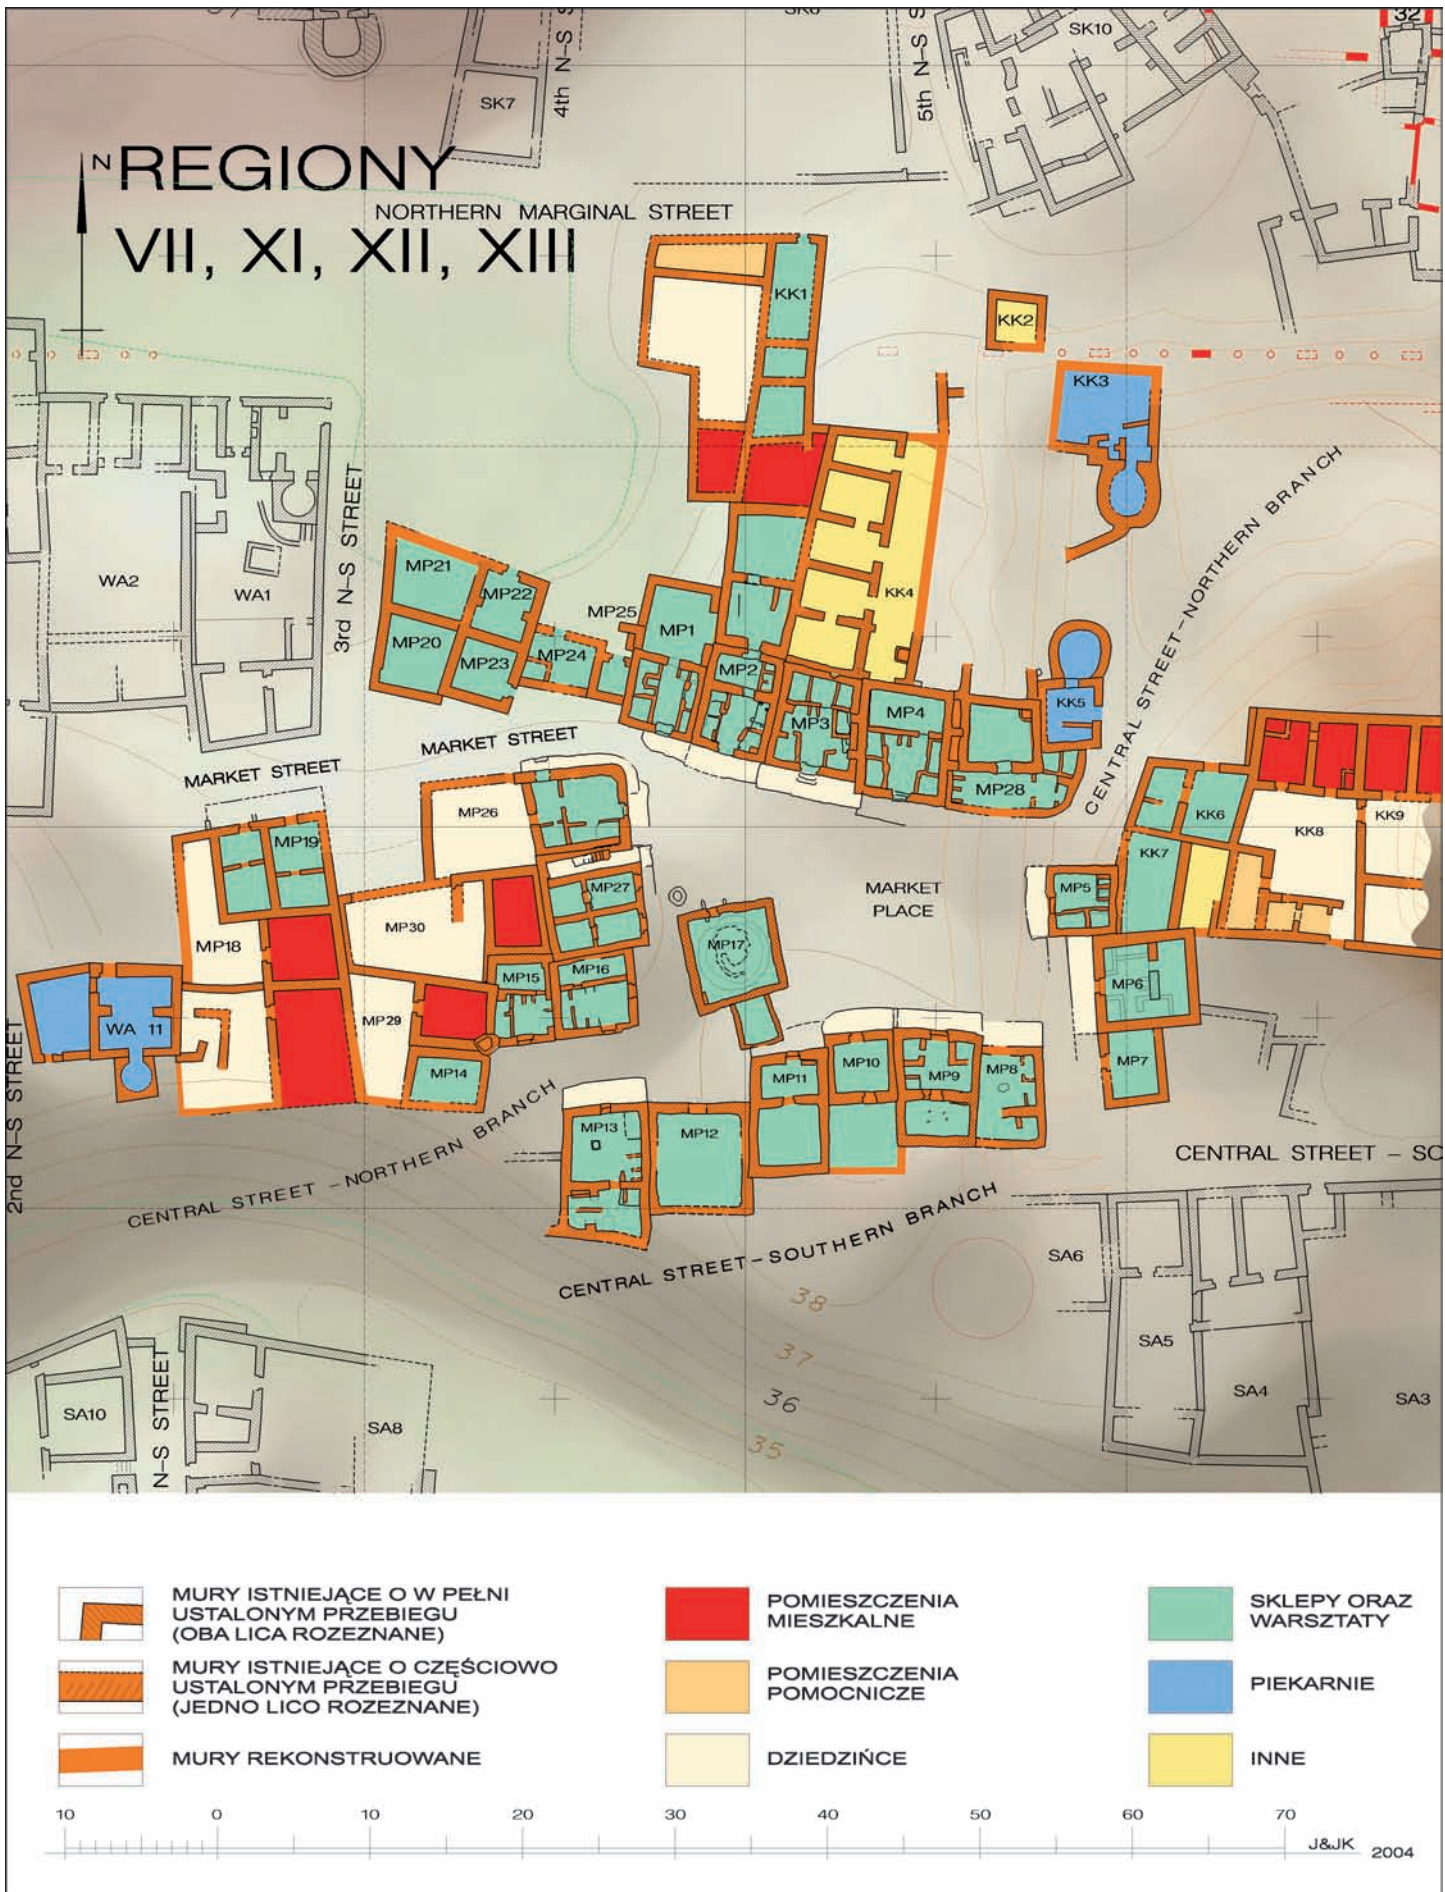 SK7
4th N–S S
5th N–S S
SK10
32
N
REGIONY
NORTHERN MARGINAL STREET
VII, XI, XII, XIII
KK1
KK2
KK3
WA2
WA1
3rd N–S STREET
MP21
MP22
MP25
MP1
KK4
MP20
MP23
MP24
MP2
MP3
MP4
KK5
MP28
CENTRAL STREET–NORTHERN BRANCH
MARKET STREET
MARKET STREET
MP26
MP19
MP27
MARKET
PLACE
MP5
KK6
KK7
KK8
KK9
MP18
MP30
MP17
MP15
MP16
MP6
WA 11
MP29
MP14
MP11
MP10
MP9
MP8
MP7
2nd N–S STREET
MP13
MP12
CENTRAL STREET –NORTHERN BRANCH
CENTRAL STREET – SO
CENTRAL STREET–SOUTHERN BRANCH
SA6
38
37
36
35
SA5
SA4
SA3
SA10
N–S STREET
SA8
MURY ISTNIEJĄCE O W PEŁNI
USTALONYM PRZEBIEGU
(OBA LICA ROZEZNANE)
MURY ISTNIEJĄCE O CZĘŚCIOWO
USTALONYM PRZEBIEGU
(JEDNO LICO ROZEZNANE)
MURY REKONSTRUOWANE
POMIESZCZENIA
MIESZKALNE
POMIESZCZENIA
POMOCNICZE
DZIEDZIŃCE
SKLEPY ORAZ
WARSZTATY
PIEKARNIE
INNE
10 0 10 20 30 40 50 60 70
J&JK 2004